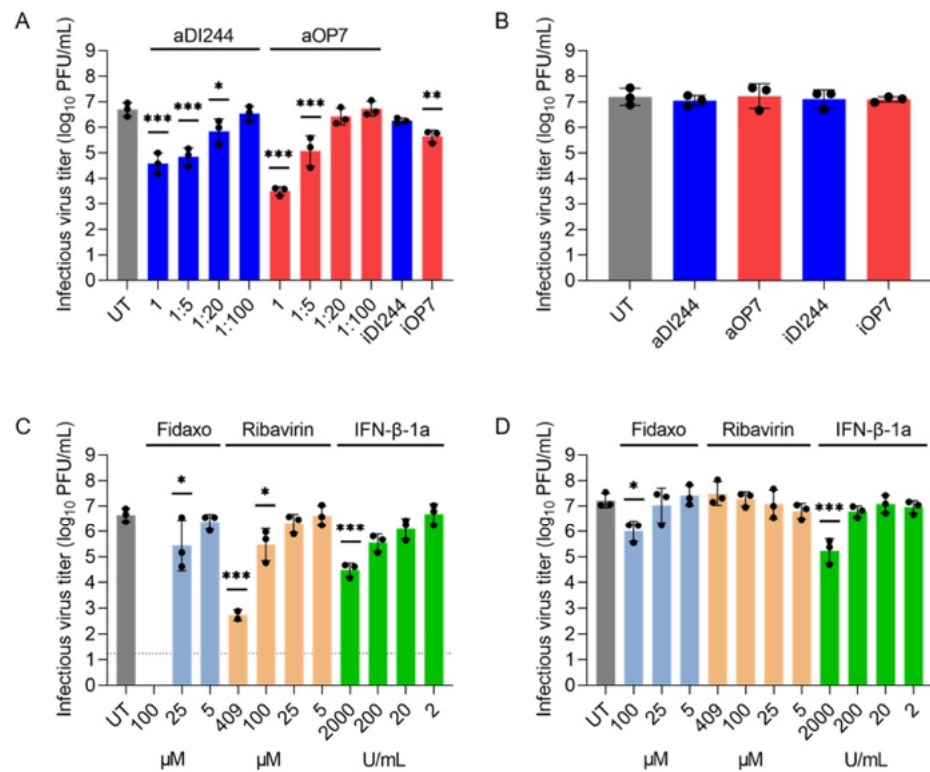 A
aDI244 aOP7
*** *** * *** *** **
Infectious virus titer (log10 PFU/mL)
9
8
7
6
5
4
3
2
1
0
UT 1 1:5 1:20 1:100 1 1:5 1:20 1:100 iDI244 iOP7
B
Infectious virus titer (log10 PFU/mL)
9
8
7
6
5
4
3
2
1
0
UT aDI244 aOP7 iDI244 iOP7
C
Fidaxo Ribavirin IFN-β-1a
* *** * ***
Infectious virus titer (log10 PFU/mL)
9
8
7
6
5
4
3
2
1
0
UT 100 25 5 409 100 25 5 2000 200 20 2
μM μM U/mL
D
Fidaxo Ribavirin IFN-β-1a
* ***
Infectious virus titer (log10 PFU/mL)
9
8
7
6
5
4
3
2
1
0
UT 100 25 5 409 100 25 5 2000 200 20 2
μM μM U/mL